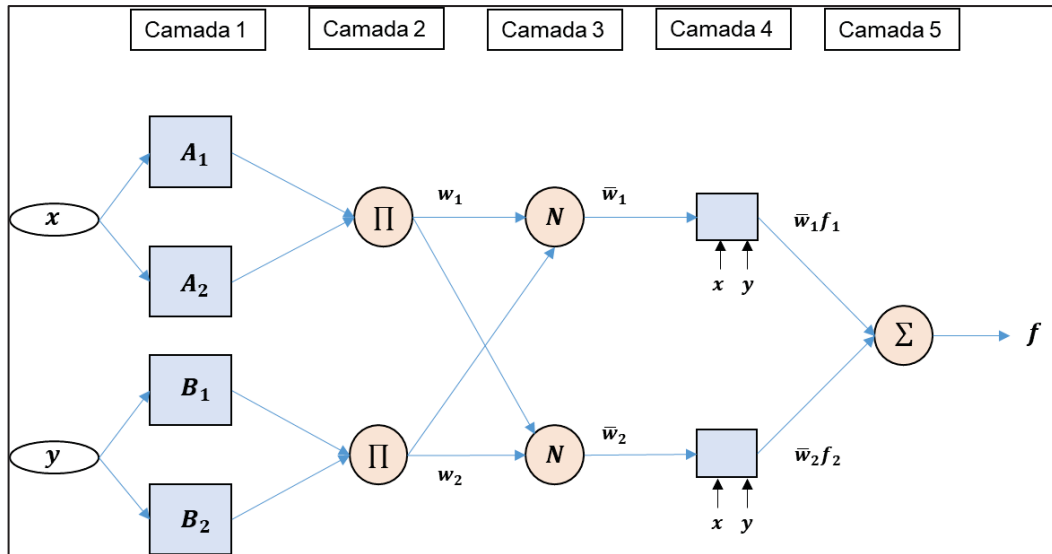 Camada 1 Camada 2 Camada 3 Camada 4 Camada 5
A₁
x ∏ w₁ N w̅₁ w̅₁f₁
A₂
x y
∑ f
B₁
y ∏ w₂ N w̅₂ w̅₂f₂
B₂
x y